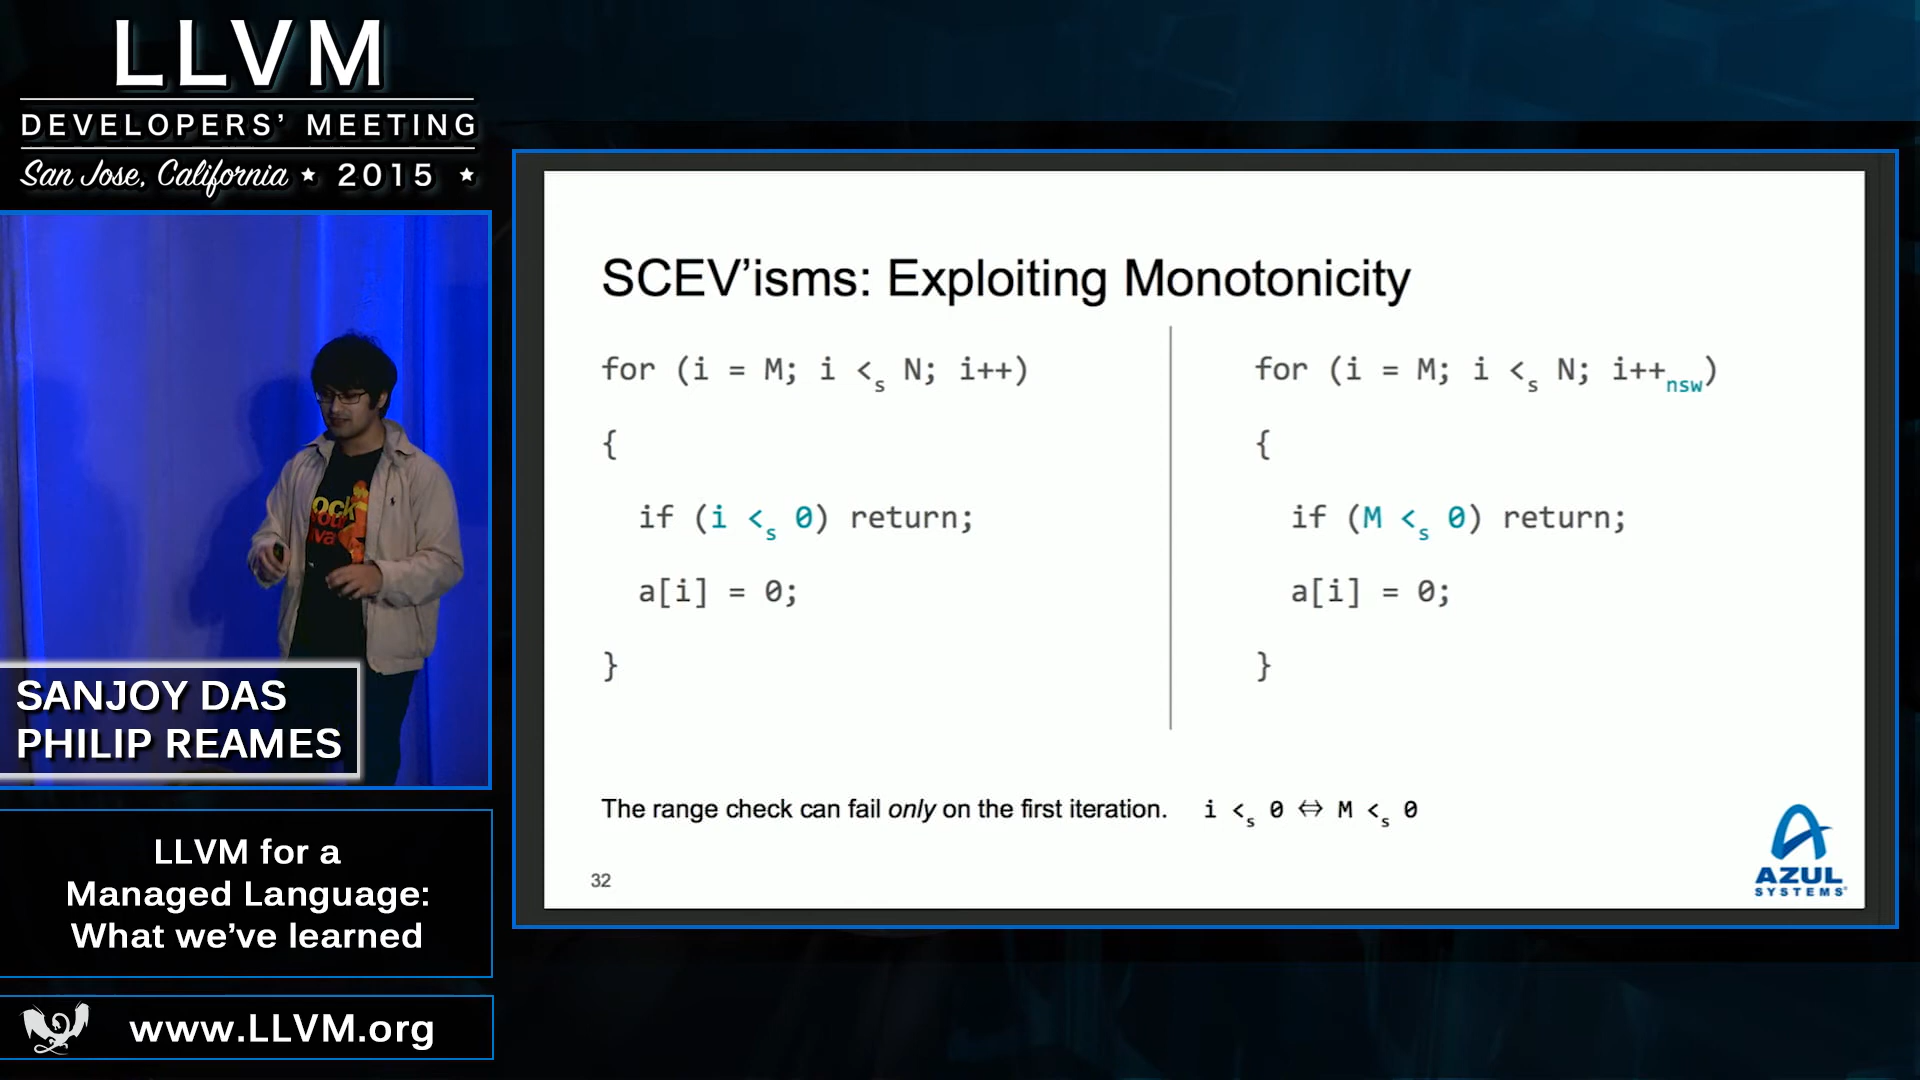 LLVM
DEVELOPERS' MEETING
San Jose, California ★ 2015 ★
SCEV'isms: Exploiting Monotonicity
for (i = M; i <s N; i++)
{
if (i <s 0) return;
a[i] = 0;
}
for (i = M; i <s N; i++nsw)
{
if (M <s 0) return;
a[i] = 0;
}
The range check can fail only on the first iteration. i <s 0 ⇔ M <s 0
32
AZUL
SYSTEMS
SANJOY DAS
PHILIP REAMES
LLVM for a
Managed Language:
What we've learned
www.LLVM.org